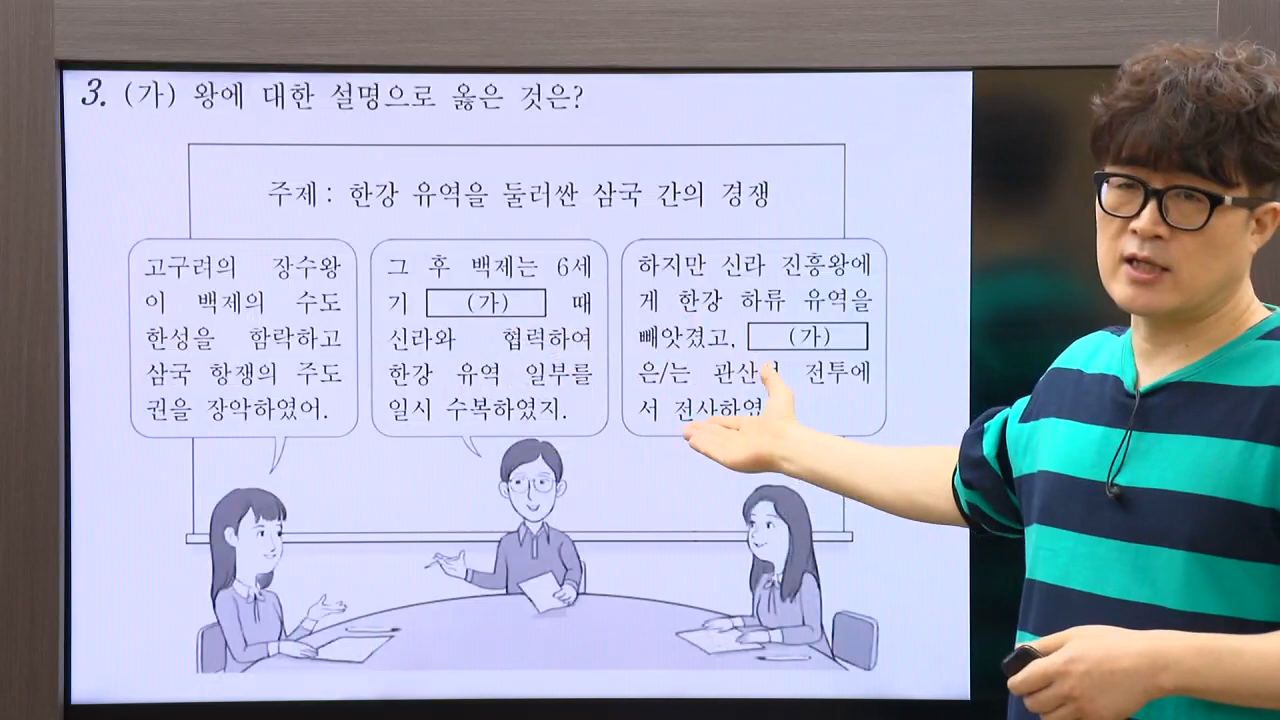 3. (가) 왕에 대한 설명으로 옳은 것은?
주제 : 한강 유역을 둘러싼 삼국 간의 경쟁
고구려의 장수왕
이 백제의 수도
한성을 함락하고
삼국 항쟁의 주도
권을 장악하였어.
그 후 백제는 6세
기 (가) 때
신라와 협력하여
한강 유역 일부를
일시 수복하였지.
하지만 신라 진흥왕에
게 한강 하류 유역을
빼앗겼고, (가)
은/는 전투에
서